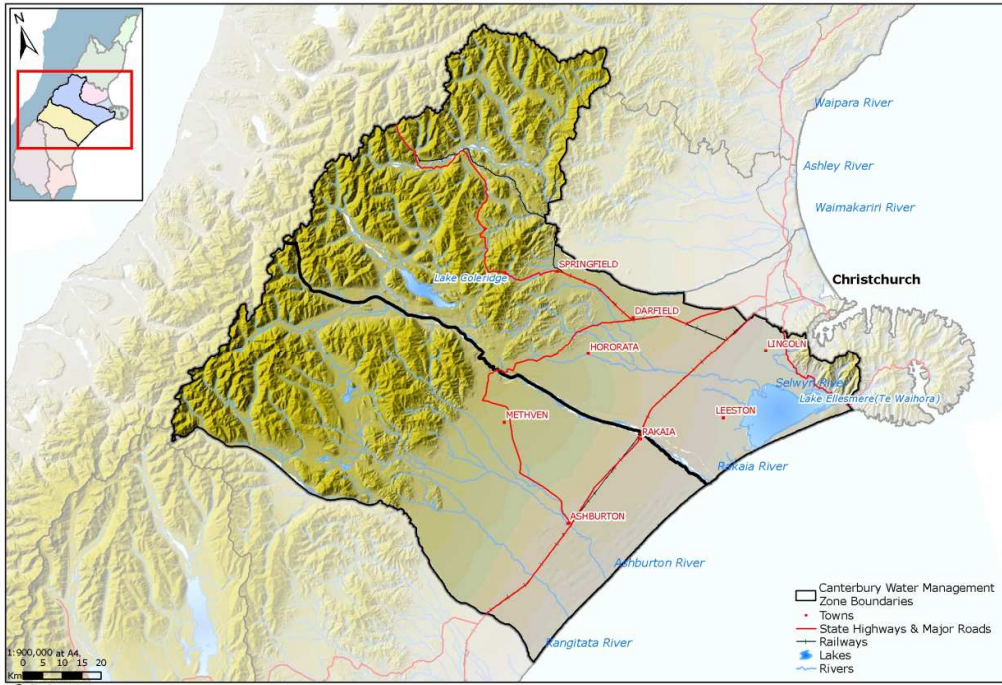 N
Waipara River
Ashley River
Waimakariri River
Christchurch
SPRINGFIELD
Lake Coleridge
DARFIELD
HORORATA
LINCOLN
Selwyn River
Lake Ellesmere(Te Waihora)
METHVEN
LEESTON
RAKAIA
Rakaia River
ASHBURTON
Ashburton River
Rangitata River
Canterbury Water Management
Zone Boundaries
Towns
State Highways & Major Roads
Railways
Lakes
Rivers
1:900,000 at A4.
0 5 10 15 20
Km